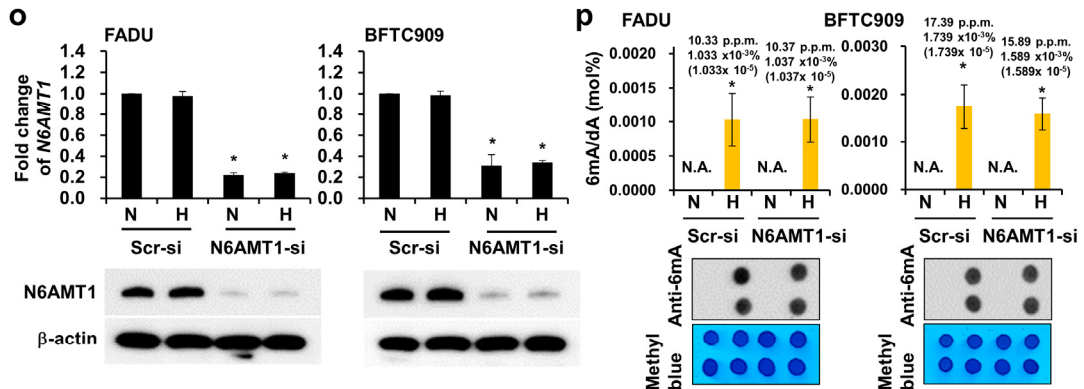 o
FADU
BFTC909
Fold change
of N6AMT1
1.4
1.2
1.0
0.8
0.6
0.4
0.2
0.0
* *
N H N H
Scr-si N6AMT1-si
1.4
1.2
1.0
0.8
0.6
0.4
0.2
0.0
* *
N H N H
Scr-si N6AMT1-si
N6AMT1
β-actin
p
FADU
BFTC909
6mA/dA (mol%)
0.0020
0.0015
0.0010
0.0005
0.0000
10.33 p.p.m.
1.033 x10-3%
(1.033x 10-5)
*
10.37 p.p.m.
1.037 x10-3%
(1.037x10-5%)
*
N.A. N.A.
N H N H
Scr-si N6AMT1-si
0.0030
0.0020
0.0010
0.0000
17.39 p.p.m.
1.739 x10-3%
(1.739x 10-5)
*
15.89 p.p.m.
1.589 x10-3%
(1.589x 10-5)
*
N.A. N.A.
N H N H
Scr-si N6AMT1-si
Anti-6mA
Methyl
blue
Anti-6mA
Methyl
blue